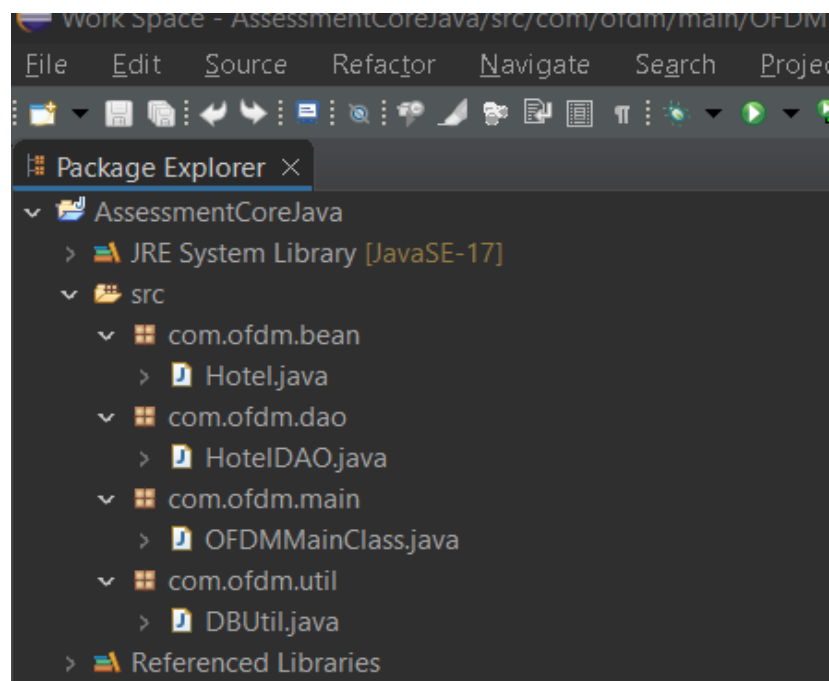 Work Space - AssessmentCoreJava/src/com/ofdm/main/OFDM
File Edit Source Refactor Navigate Search Projec
Package Explorer
AssessmentCoreJava
JRE System Library [JavaSE-17]
src
com.ofdm.bean
Hotel.java
com.ofdm.dao
HotelDAO.java
com.ofdm.main
OFDMMainClass.java
com.ofdm.util
DBUtil.java
Referenced Libraries